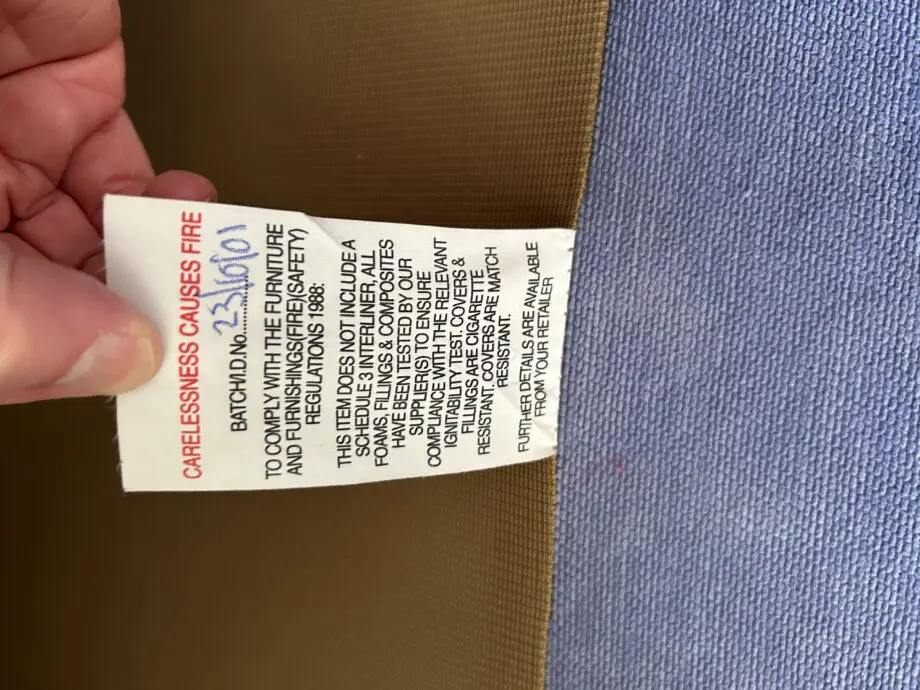 CARELESSNESS CAUSES FIRE
BATCH/I.D.No............ 23/10/01
TO COMPLY WITH THE FURNITURE
AND FURNISHINGS(FIRE)(SAFETY)
REGULATIONS 1988:
THIS ITEM DOES NOT INCLUDE A
SCHEDULE 3 INTERLINER, ALL
FOAMS, FILLINGS & COMPOSITES
HAVE BEEN TESTED BY OUR
SUPPLIER(S) TO ENSURE
COMPLIANCE WITH THE RELEVANT
IGNITABILITY TEST. COVERS &
FILLINGS ARE CIGARETTE
RESISTANT. COVERS ARE MATCH
RESISTANT.
FURTHER DETAILS ARE AVAILABLE
FROM YOUR RETAILER